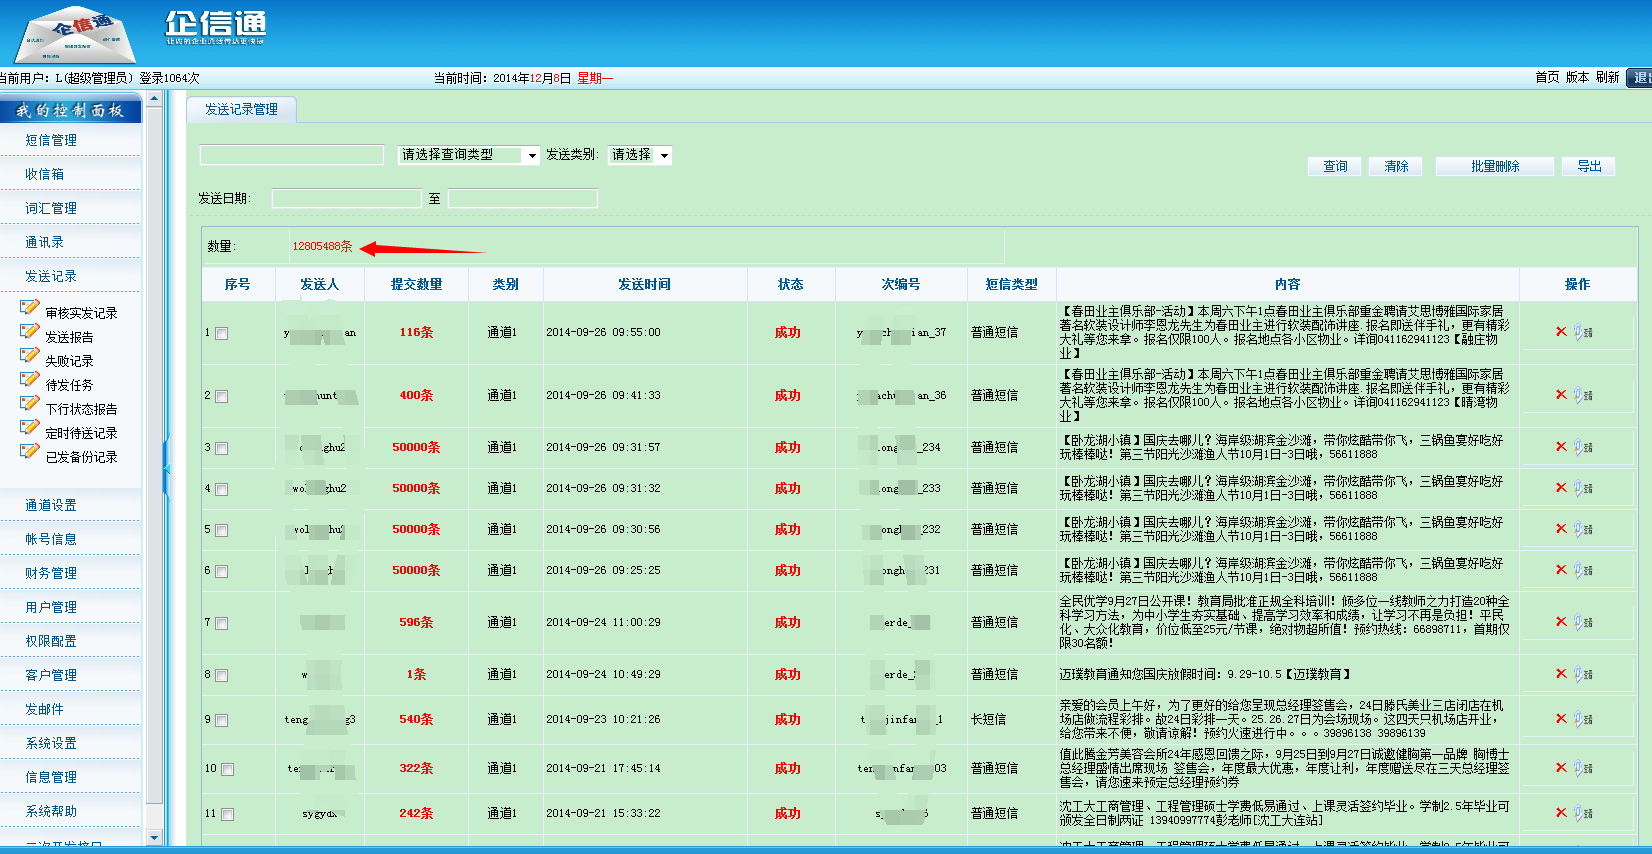 企信通
企信通
让您的企业沟通传达更快捷
当前用户: L(超级管理员) 登录1064次
当前时间: 2014年12月8日 星期一
首页 版本 刷新
我的控制面板
短信管理
收信箱
词汇管理
通讯录
发送记录
审核实发记录
发送报告
失败记录
待发任务
下行状态报告
定时待送记录
已发备份记录
通道设置
帐号信息
财务管理
用户管理
权限配置
客户管理
发邮件
系统设置
信息管理
系统帮助
发送记录管理
请选择查询类型 发送类别: 请选择
查询 清除 批量删除 导出
发送日期: 至
数量: 12805488条
序号 发送人 提交数量 类别 发送时间 状态 次编号 短信类型 内容 操作
1 116条 通道1 2014-09-26 09:55:00 成功 普通短信
【春田业主俱乐部-活动】本周六下午1点春田业主俱乐部重金聘请艾思博雅国际家居
著名软装设计师李恩龙先生为春田业主进行软装配饰讲座.报名即送伴手礼, 更有精彩
大礼等您来拿。报名仅限100人。报名地点各小区物业。详询041162941123【融庄物
业】
2 400条 通道1 2014-09-26 09:41:33 成功 普通短信
【春田业主俱乐部-活动】本周六下午1点春田业主俱乐部重金聘请艾思博雅国际家居
著名软装设计师李恩龙先生为春田业主进行软装配饰讲座.报名即送伴手礼, 更有精彩
大礼等您来拿。报名仅限100人。报名地点各小区物业。详询041162941123【晴湾物
业】
3 50000条 通道1 2014-09-26 09:31:57 成功 _234 普通短信
【卧龙湖小镇】国庆去哪儿? 海岸级湖滨金沙滩, 带你炫酷带你飞, 三锅鱼宴好吃好
玩棒棒哒! 第三节阳光沙滩渔人节10月1日-3日哦, 56611888
4 50000条 通道1 2014-09-26 09:31:32 成功 _233 普通短信
【卧龙湖小镇】国庆去哪儿? 海岸级湖滨金沙滩, 带你炫酷带你飞, 三锅鱼宴好吃好
玩棒棒哒! 第三节阳光沙滩渔人节10月1日-3日哦, 56611888
5 50000条 通道1 2014-09-26 09:30:56 成功 _232 普通短信
【卧龙湖小镇】国庆去哪儿? 海岸级湖滨金沙滩, 带你炫酷带你飞, 三锅鱼宴好吃好
玩棒棒哒! 第三节阳光沙滩渔人节10月1日-3日哦, 56611888
6 50000条 通道1 2014-09-26 09:25:25 成功 231 普通短信
【卧龙湖小镇】国庆去哪儿? 海岸级湖滨金沙滩, 带你炫酷带你飞, 三锅鱼宴好吃好
玩棒棒哒! 第三节阳光沙滩渔人节10月1日-3日哦, 56611888
7 596条 通道1 2014-09-24 11:00:29 成功 普通短信
全民优学9月27日公开课! 教育局批准正规全科培训! 倾多位一线教师之力打造20种全
科学习方法, 为中小学生夯实基础、提高学习效率和成绩, 让学习不再是负担! 平民
化、大众化教育, 价位低至25元/节课, 绝对物超所值! 预约热线: 66898711, 首期仅
限30名额!
8 1条 通道1 2014-09-24 10:49:29 成功 普通短信
迈璞教育通知您国庆放假时间: 9.29-10.5【迈璞教育】
9 540条 通道1 2014-09-23 10:21:26 成功 长短信
亲爱的会员上午好, 为了更好的给您呈现总经理签售会, 24日滕氏美业三店闭店在机
场店做流程彩排。故24日彩排一天。25.26.27日为会场现场。这四天只机场店开业,
给您带来不便, 敬请谅解! 预约火速进行中。。。39896138 39896139
10 322条 通道1 2014-09-21 17:45:14 成功 普通短信
值此腾金芳美容会所24年感恩回馈之际, 9月25日到9月27日诚邀健胸第一品牌 胸博士
总经理盛情出席现场 签售会, 年度最大优惠, 年度让利, 年度赠送尽在三天总经理签
售会, 请您速来预定总经理预约券
11 sygydx 242条 通道1 2014-09-21 15:33:22 成功 普通短信
沈工大工商管理、工程管理硕士学费低易通过、上课灵活签约毕业。学制2.5年毕业可
颁发全日制两证 13940997774彭老师[沈工大连站]